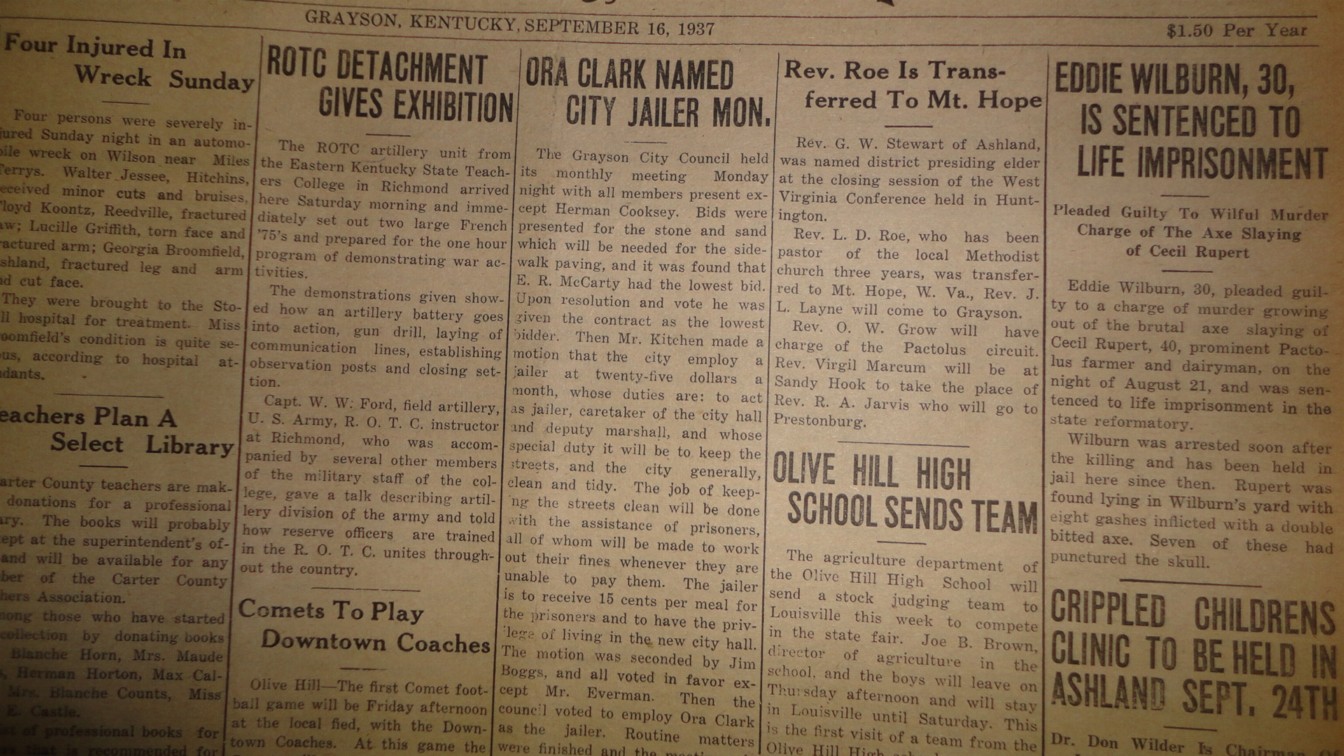 GRAYSON, KENTUCKY, SEPTEMBER 16, 1937
$1.50 Per Year
Four Injured In
Wreck Sunday
Four persons were severely in-
jured Sunday night in an automo-
bile wreck on Wilson near Miles
Ferrys. Walter Jessee, Hitchins,
received minor cuts and bruises,
Floyd Koontz, Reedville, fractured
jaw; Lucille Griffith, torn face and
fractured arm; Georgia Broomfield,
Ashland, fractured leg and arm
and cut face.
They were brought to the Sto-
ll hospital for treatment. Miss
Broomfield's condition is quite se-
ous, according to hospital at-
ndants.
eachers Plan A
Select Library
arter County teachers are mak-
donations for a professional
ary. The books will probably
ept at the superintendent's of-
and will be available for any
ber of the Carter County
hers Association.
mong those who have started
collection by donating books
Blanche Horn, Mrs. Maude
Herman Horton, Max Cal-
Mrs. Blanche Counts, Miss
E. Castle.
st of professional books for
that is recommended for
ROTC DETACHMENT
GIVES EXHIBITION
The ROTC artillery unit from
the Eastern Kentucky State Teach-
ers College in Richmond arrived
here Saturday morning and imme-
diately set out two large French
'75's and prepared for the one hour
program of demonstrating war ac-
tivities.
The demonstrations given show-
ed how an artillery battery goes
into action, gun drill, laying of
communication lines, establishing
observation posts and closing set-
tion.
Capt. W. W. Ford, field artillery,
U. S. Army, R. O. T. C. instructor
at Richmond, who was accom-
panied by several other members
of the military staff of the col-
lege, gave a talk describing artil-
lery division of the army and told
how reserve officers are trained
in the R. O. T. C. unites through-
out the country.
Comets To Play
Downtown Coaches
Olive Hill—The first Comet foot-
ball game will be Friday afternoon
at the local fied, with the Down-
town Coaches. At this game the
ORA CLARK NAMED
CITY JAILER MON.
The Grayson City Council held
its monthly meeting Monday
night with all members present ex-
cept Herman Cooksey. Bids were
presented for the stone and sand
which will be needed for the side-
walk paving, and it was found that
E. R. McCarty had the lowest bid.
Upon resolution and vote he was
given the contract as the lowest
bidder. Then Mr. Kitchen made a
motion that the city employ a
jailer at twenty-five dollars a
month, whose duties are: to act
as jailer, caretaker of the city hall
and deputy marshall, and whose
special duty it will be to keep the
streets, and the city generally,
clean and tidy. The job of keep-
ing the streets clean will be done
with the assistance of prisoners,
all of whom will be made to work
out their fines whenever they are
unable to pay them. The jailer
is to receive 15 cents per meal for
the prisoners and to have the priv-
ilege of living in the new city hall.
The motion was seconded by Jim
Boggs, and all voted in favor ex-
cept Mr. Everman. Then the
council voted to employ Ora Clark
as the jailer. Routine matters
were finished and the
Rev. Roe Is Trans-
ferred To Mt. Hope
Rev. G. W. Stewart of Ashland,
was named district presiding elder
at the closing session of the West
Virginia Conference held in Hunt-
ington.
Rev. L. D. Roe, who has been
pastor of the local Methodist
church three years, was transfer-
red to Mt. Hope, W. Va., Rev. J.
L. Layne will come to Grayson.
Rev. O. W. Grow will have
charge of the Pactolus circuit.
Rev. Virgil Marcum will be at
Sandy Hook to take the place of
Rev. R. A. Jarvis who will go to
Prestonburg.
OLIVE HILL HIGH
SCHOOL SENDS TEAM
The agriculture department of
the Olive Hill High School will
send a stock judging team to
Louisville this week to compete
in the state fair. Joe B. Brown,
director of agriculture in the
school, and the boys will leave on
Thursday afternoon and will stay
in Louisville until Saturday. This
is the first visit of a team from the
Olive Hill High
EDDIE WILBURN, 30,
IS SENTENCED TO
LIFE IMPRISONMENT
Pleaded Guilty To Wilful Murder
Charge of The Axe Slaying
of Cecil Rupert
Eddie Wilburn, 30, pleaded guil-
ty to a charge of murder growing
out of the brutal axe slaying of
Cecil Rupert, 40, prominent Pacto-
lus farmer and dairyman, on the
night of August 21, and was sen-
tenced to life imprisonment in the
state reformatory.
Wilburn was arrested soon after
the killing and has been held in
jail here since then. Rupert was
found lying in Wilburn's yard with
eight gashes inflicted with a double
bitted axe. Seven of these had
punctured the skull.
CRIPPLED CHILDRENS
CLINIC TO BE HELD IN
ASHLAND SEPT. 24TH
Dr. Don Wilder Is Chairman